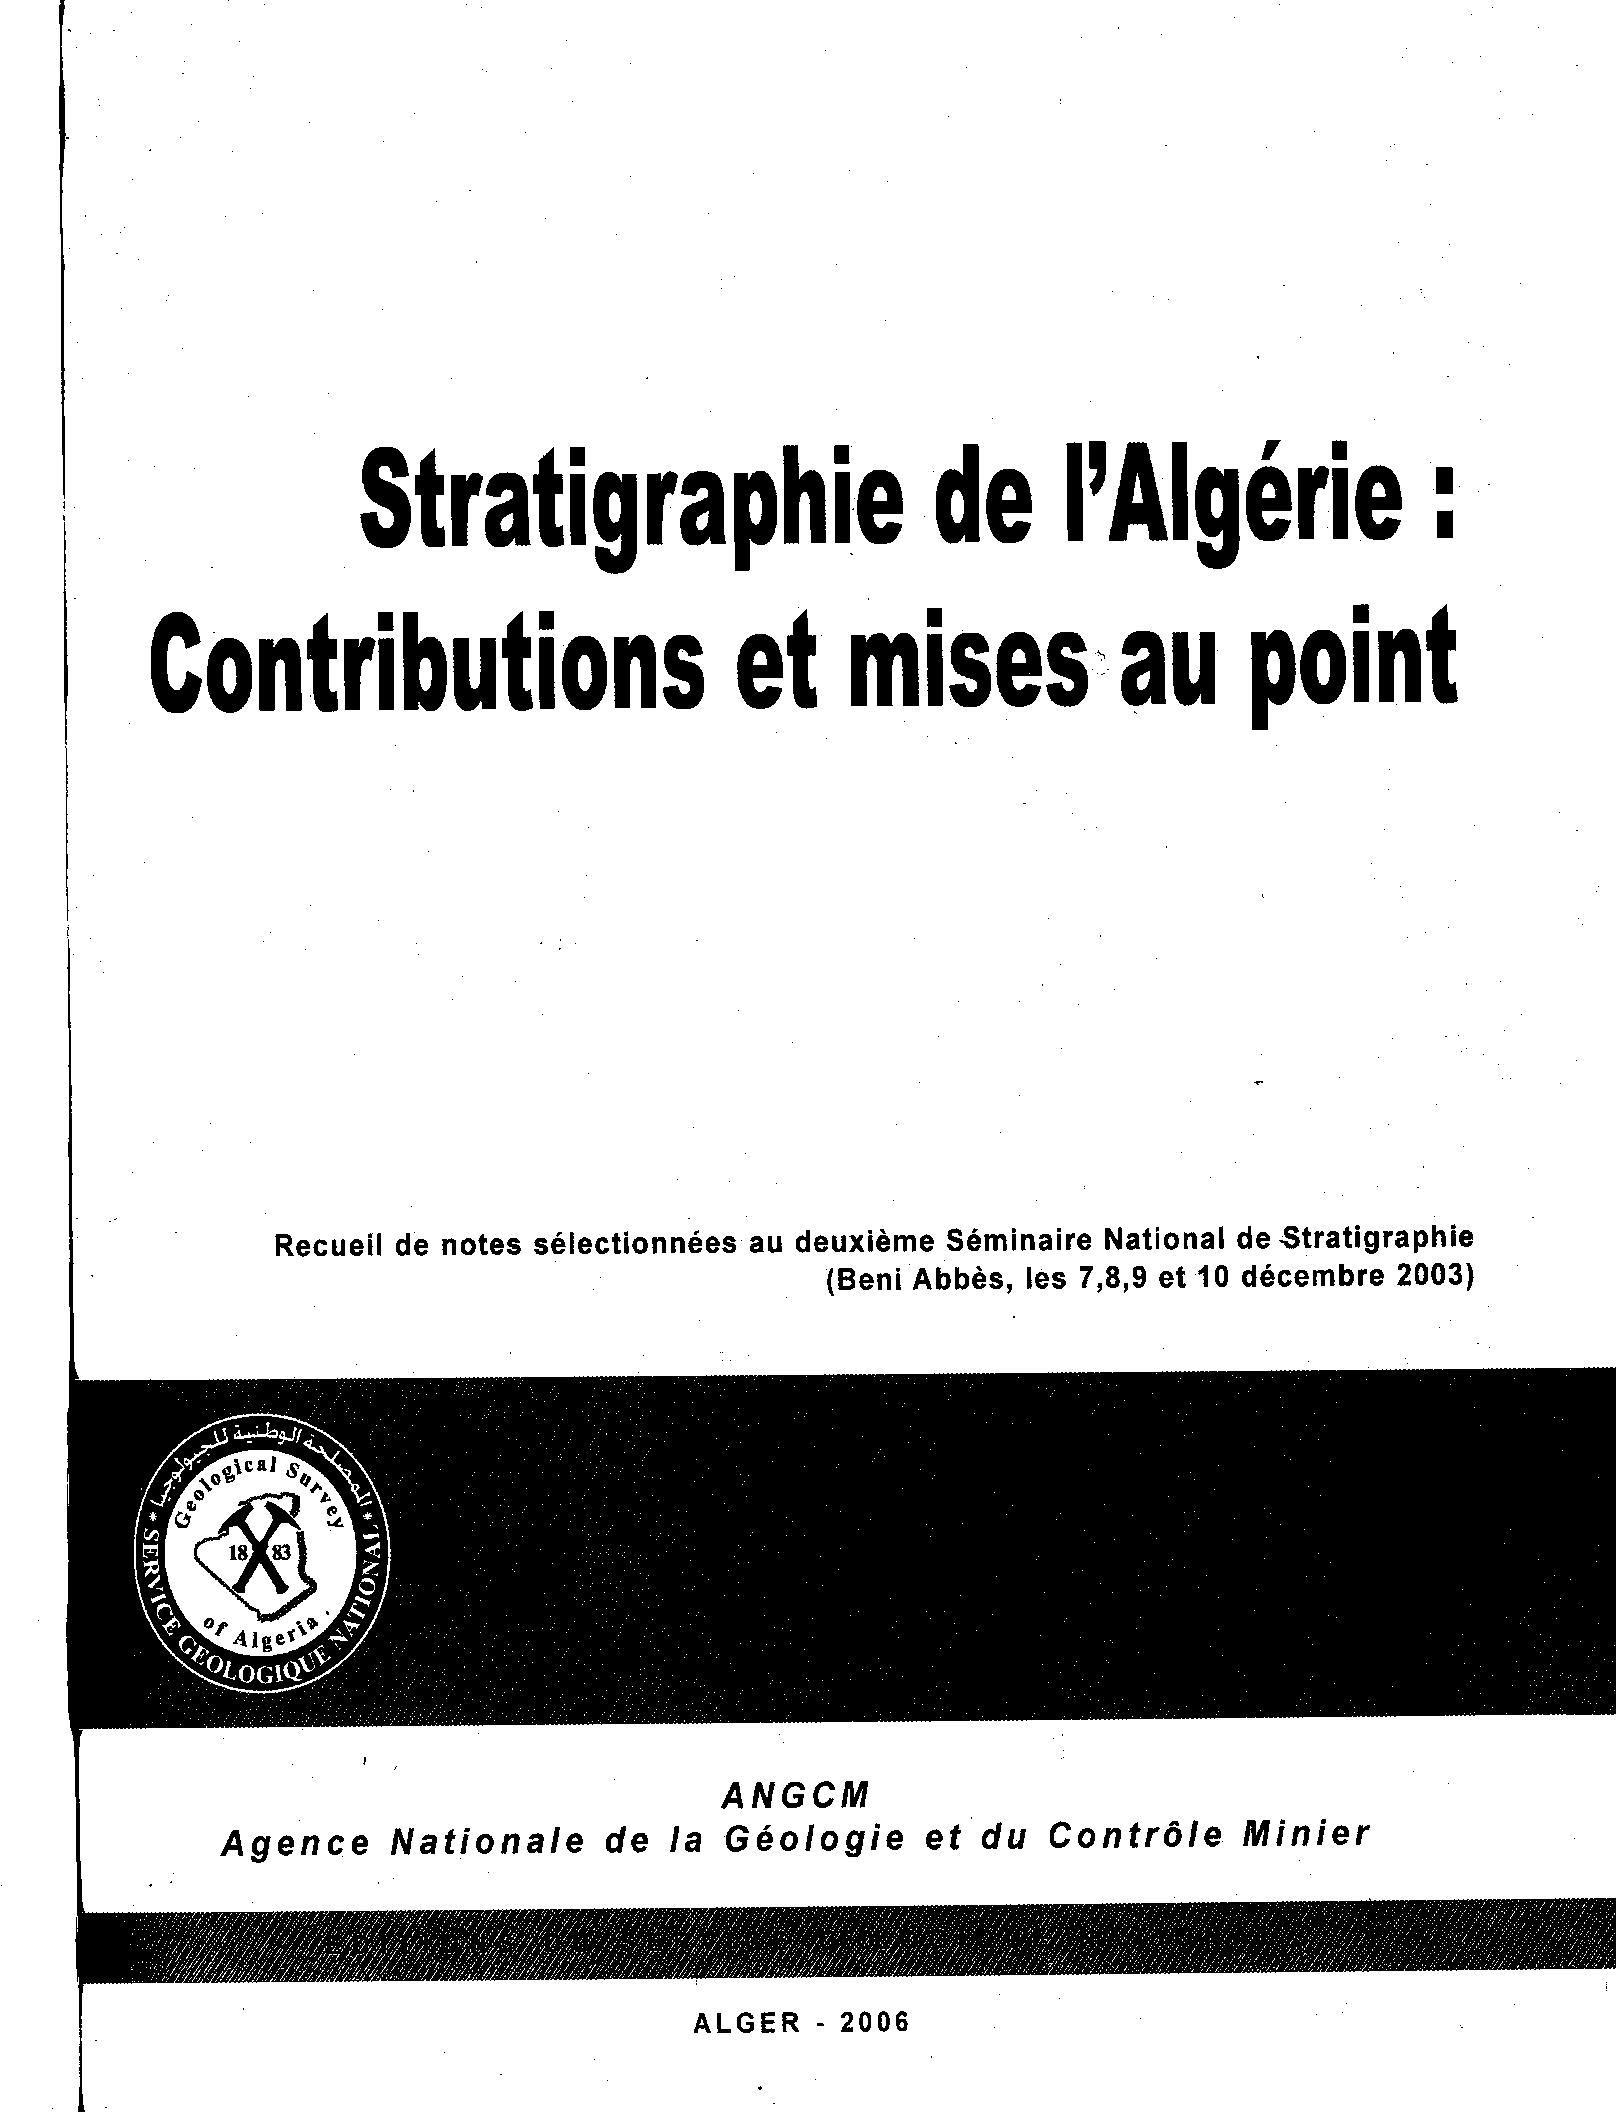 Stratigraphie de l'Algérie :
Contributions et mises au point
Recueil de notes sélectionnées au deuxième Séminaire National de Stratigraphie
(Beni Abbès, les 7,8,9 et 10 décembre 2003)
المصلحة الوطنية للجيولوجيا
Geological Survey
18 83
of Algeria
* SERVICE GEOLOGIQUE NATIONAL *
ANGCM
Agence Nationale de la Géologie et du Contrôle Minier
ALGER - 2006